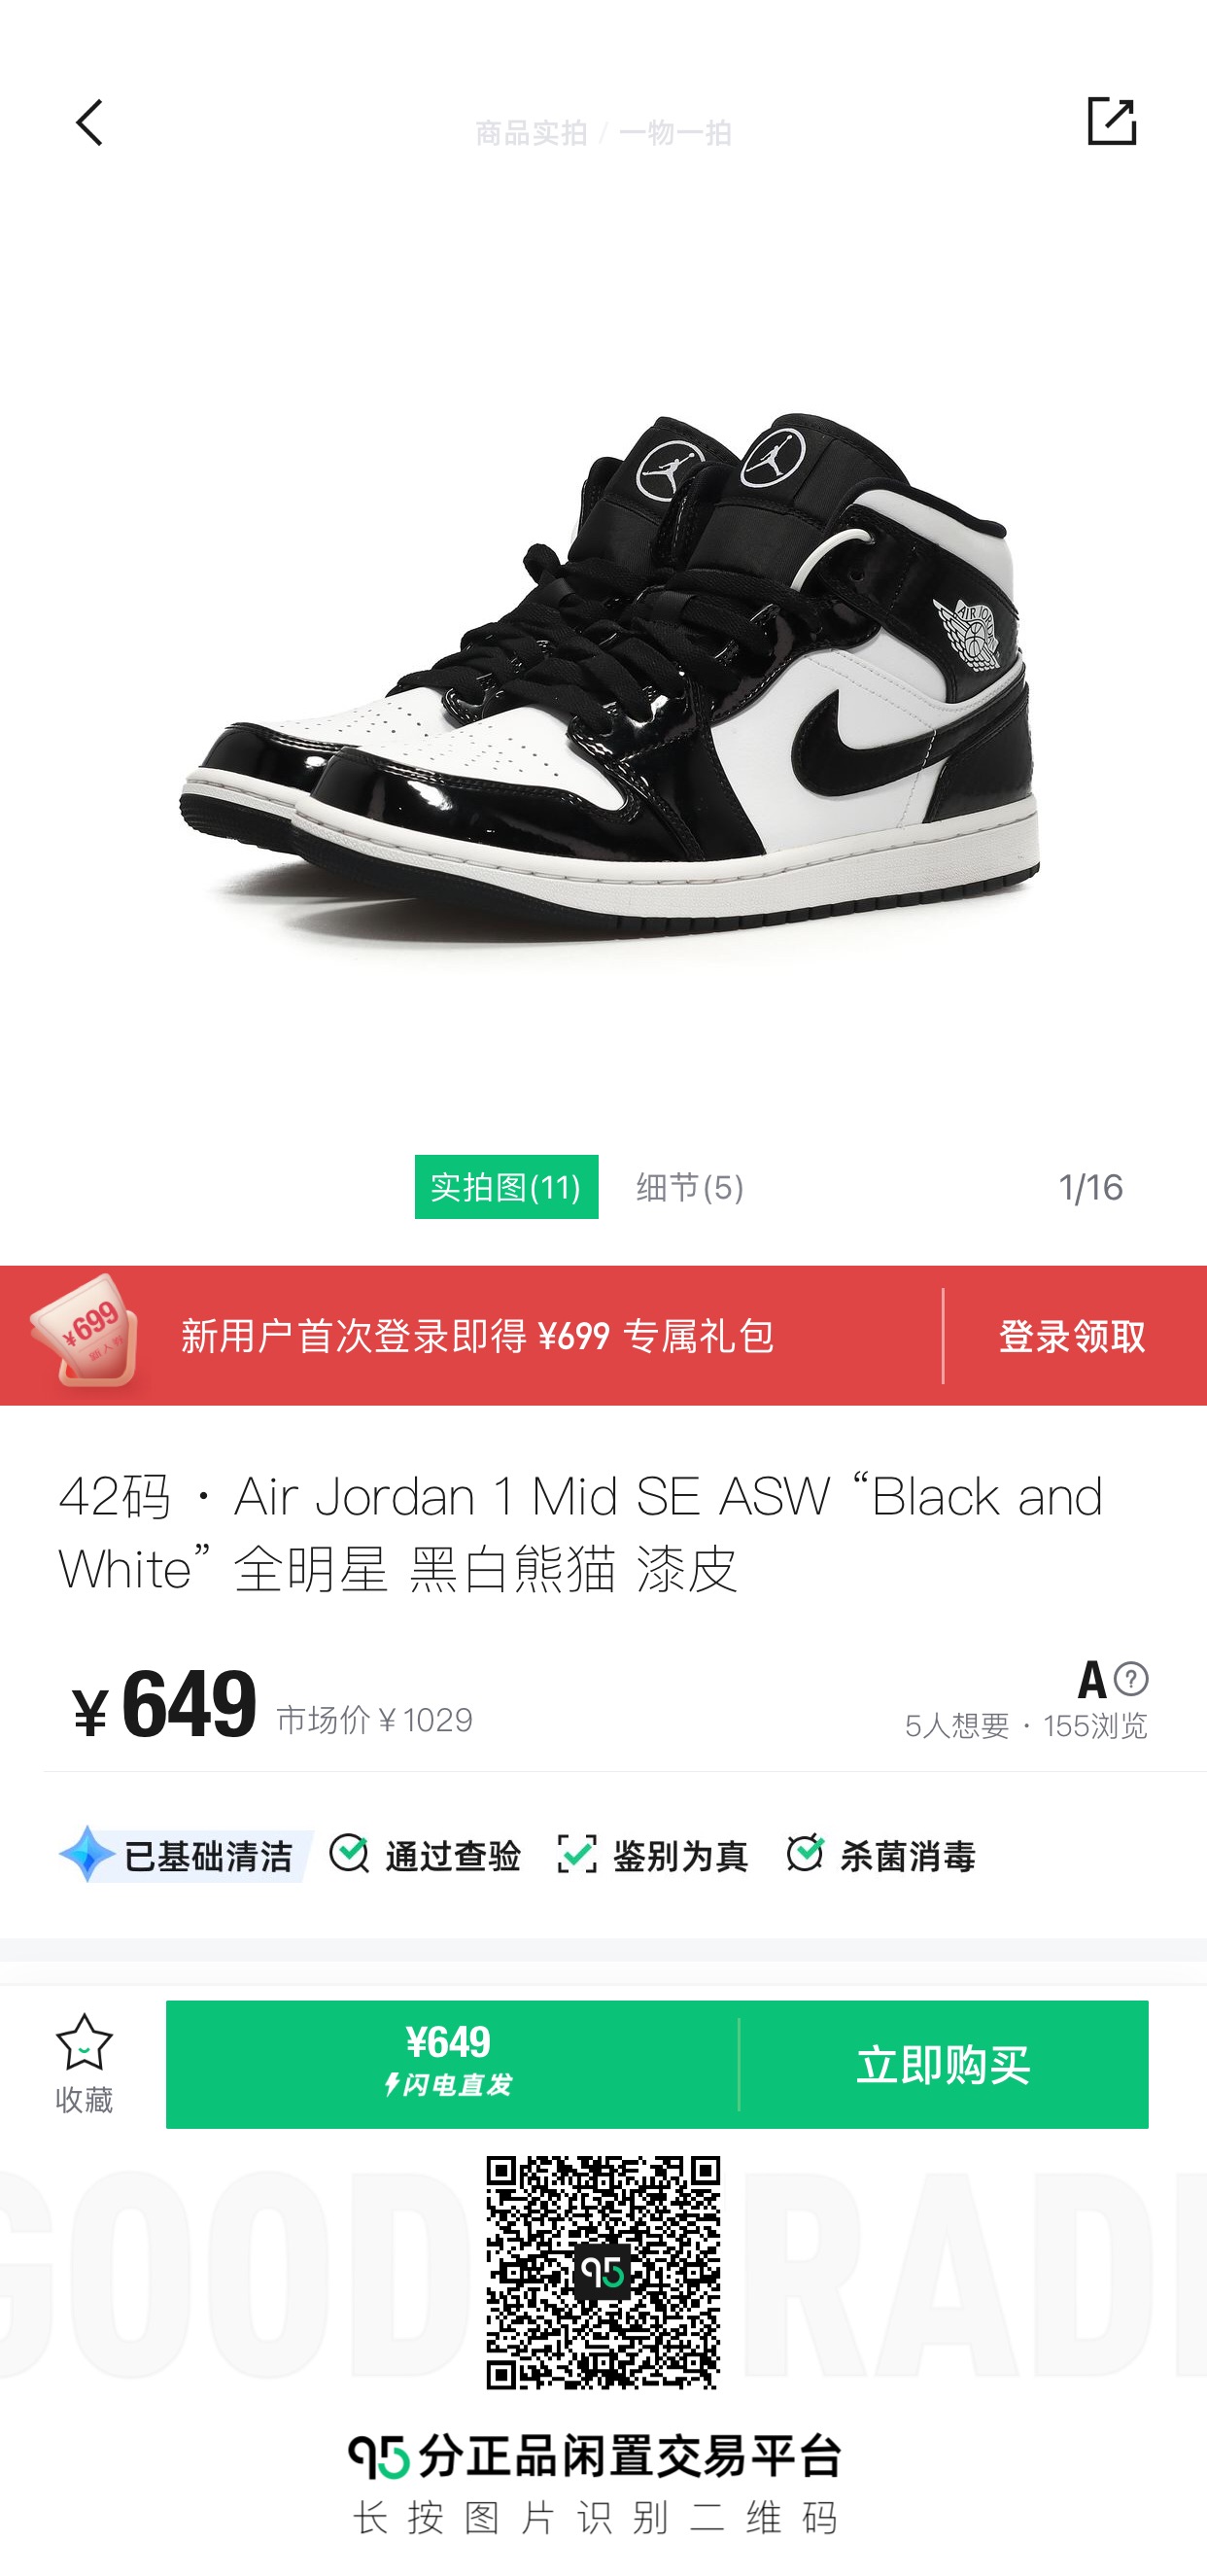 商品实拍 / 一物一拍
AIR JORDAN
实拍图(11) 细节(5) 1/16
¥699
新用户首次登录即得 ¥699 专属礼包 登录领取
42码 · Air Jordan 1 Mid SE ASW “Black and
White” 全明星 黑白熊猫 漆皮
¥649 市场价¥1029
A ?
5人想要 · 155浏览
已基础清洁 通过查验 鉴别为真 杀菌消毒
收藏
¥649
闪电直发
立即购买
GOOD RAD
95
95分正品闲置交易平台
长按图片识别二维码